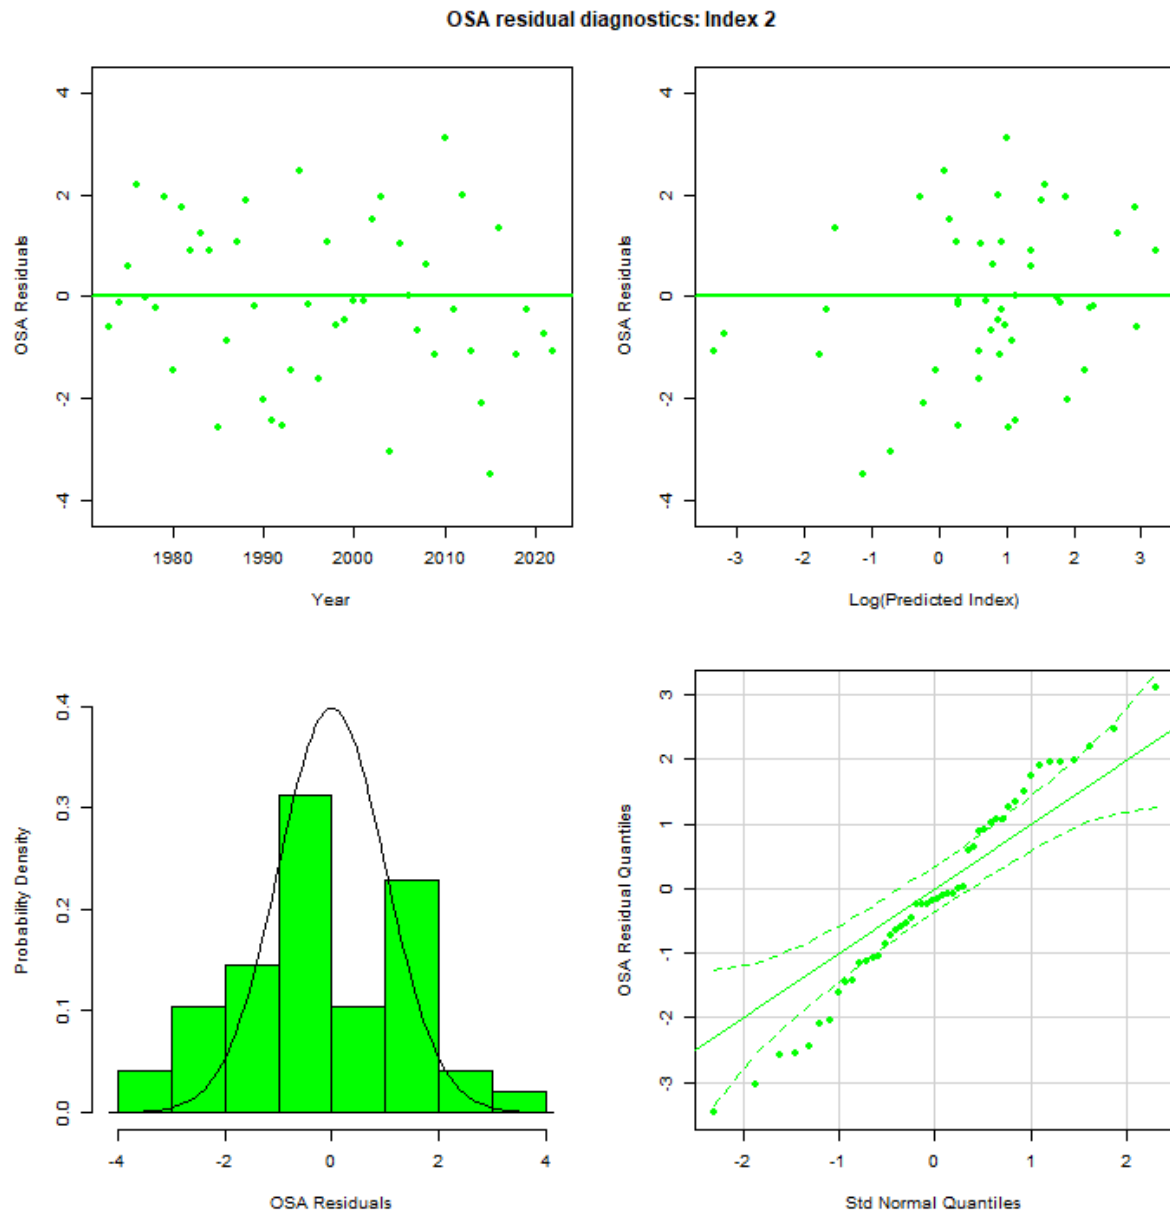 OSA residual diagnostics: Index 2
4
2
0
-2
-4
OSA Residuals
1980 1990 2000 2010 2020
Year
4
2
0
-2
-4
OSA Residuals
-3 -2 -1 0 1 2 3
Log(Predicted Index)
0.4
0.3
0.2
0.1
0.0
Probability Density
-4 -2 0 2 4
OSA Residuals
3
2
1
0
-1
-2
-3
OSA Residual Quantiles
-2 -1 0 1 2
Std Normal Quantiles